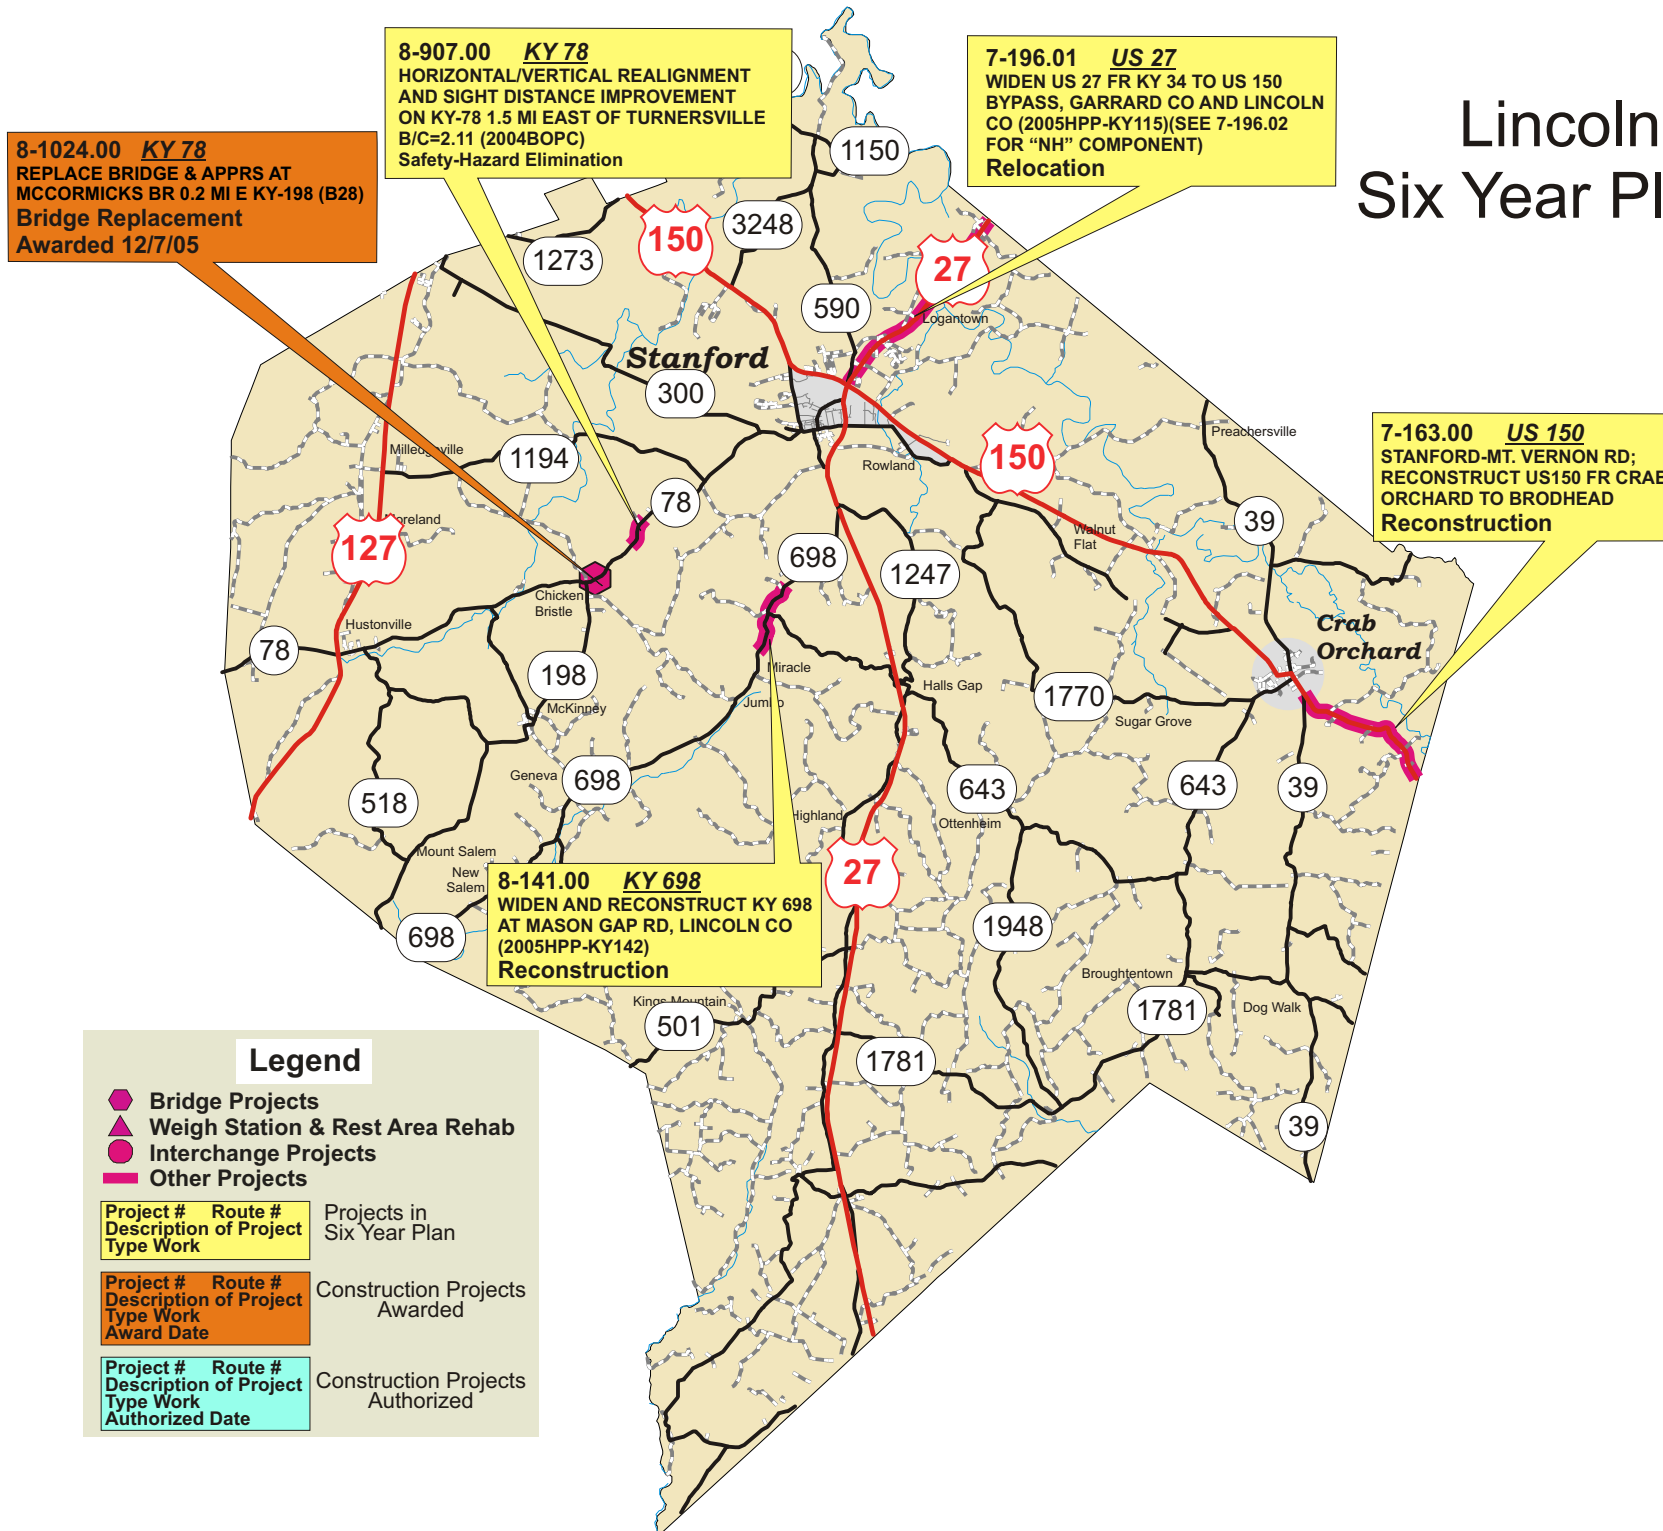 Lincoln
Six Year Pl
8-907.00 KY 78
HORIZONTAL/VERTICAL REALIGNMENT
AND SIGHT DISTANCE IMPROVEMENT
ON KY-78 1.5 MI EAST OF TURNERSVILLE
B/C=2.11 (2004BOPC)
Safety-Hazard Elimination
7-196.01 US 27
WIDEN US 27 FR KY 34 TO US 150
BYPASS, GARRARD CO AND LINCOLN
CO (2005HPP-KY115)(SEE 7-196.02
FOR “NH” COMPONENT)
Relocation
8-1024.00 KY 78
REPLACE BRIDGE & APPRS AT
MCCORMICKS BR 0.2 MI E KY-198 (B28)
Bridge Replacement
Awarded 12/7/05
7-163.00 US 150
STANFORD-MT. VERNON RD;
RECONSTRUCT US150 FR CRAB
ORCHARD TO BRODHEAD
Reconstruction
1150
3248
150
1273
27
590
Logantown
Stanford
300
Preachersville
Milledgeville
1194
Rowland
150
78
39
Moreland
127
Walnut
Flat
698
1247
Chicken
Bristle
Hustonville
Crab
Orchard
78
Miracle
198
Halls Gap
1770
McKinney
Jumbo
Sugar Grove
Geneva
698
643
643
39
518
Highland
Ottenheim
Mount Salem
New
Salem
27
8-141.00 KY 698
WIDEN AND RECONSTRUCT KY 698
AT MASON GAP RD, LINCOLN CO
(2005HPP-KY142)
Reconstruction
698
1948
Broughtentown
Kings Mountain
501
1781
Dog Walk
1781
39
Legend
Bridge Projects
Weigh Station & Rest Area Rehab
Interchange Projects
Other Projects
Project # Route #
Description of Project
Type Work
Projects in
Six Year Plan
Project # Route #
Description of Project
Type Work
Award Date
Construction Projects
Awarded
Project # Route #
Description of Project
Type Work
Authorized Date
Construction Projects
Authorized